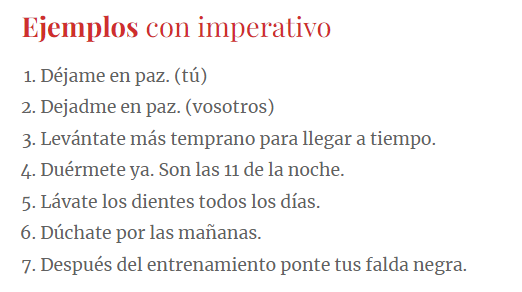 Ejemplos con imperativo
1. Déjame en paz. (tú)
2. Dejadme en paz. (vosotros)
3. Levántate más temprano para llegar a tiempo.
4. Duérmete ya. Son las 11 de la noche.
5. Lávate los dientes todos los días.
6. Dúchate por las mañanas.
7. Después del entrenamiento ponte tus falda negra.